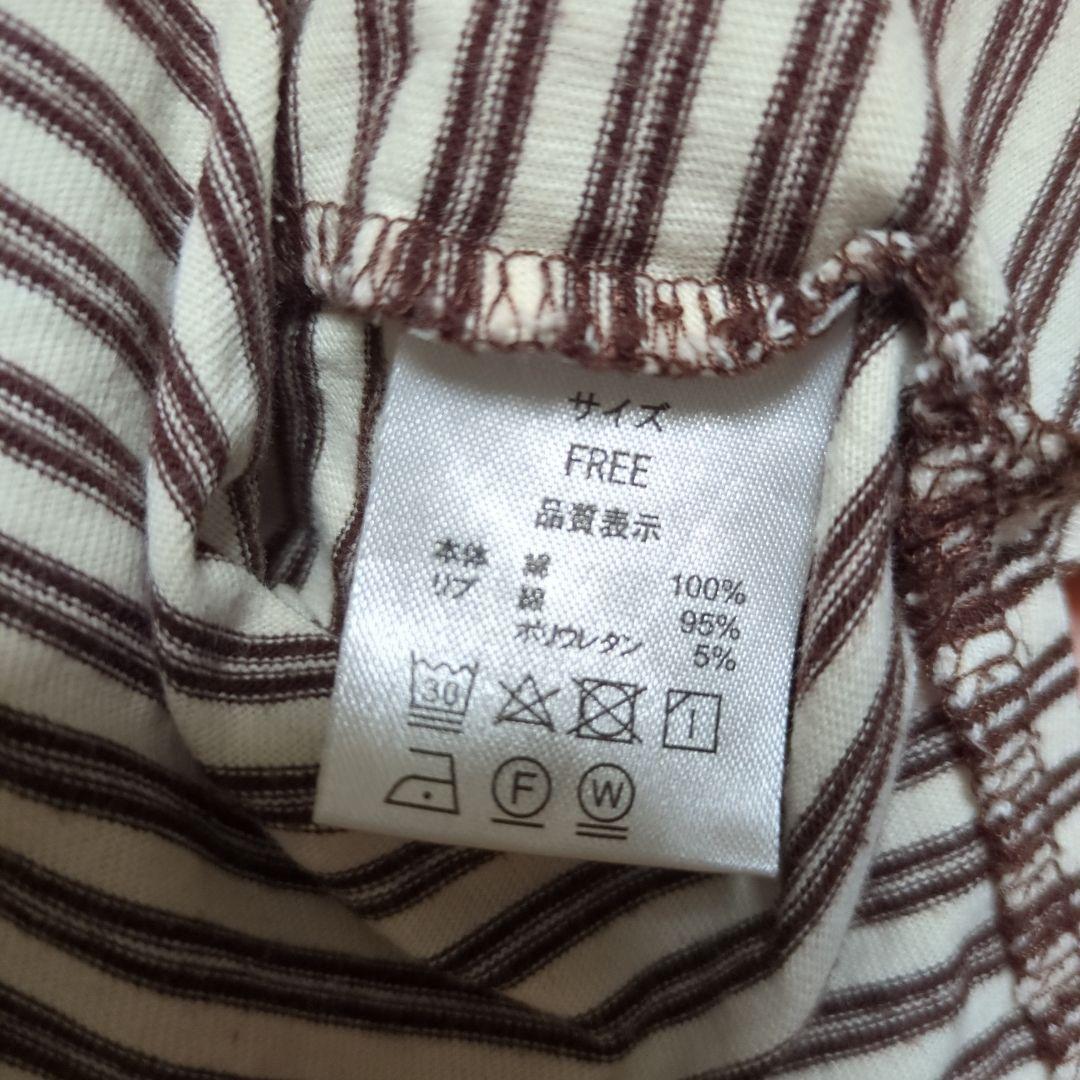 サイズ
FREE
品質表示
本体 綿 100%
リブ 綿 95%
ポリウレタン 5%
30
F W